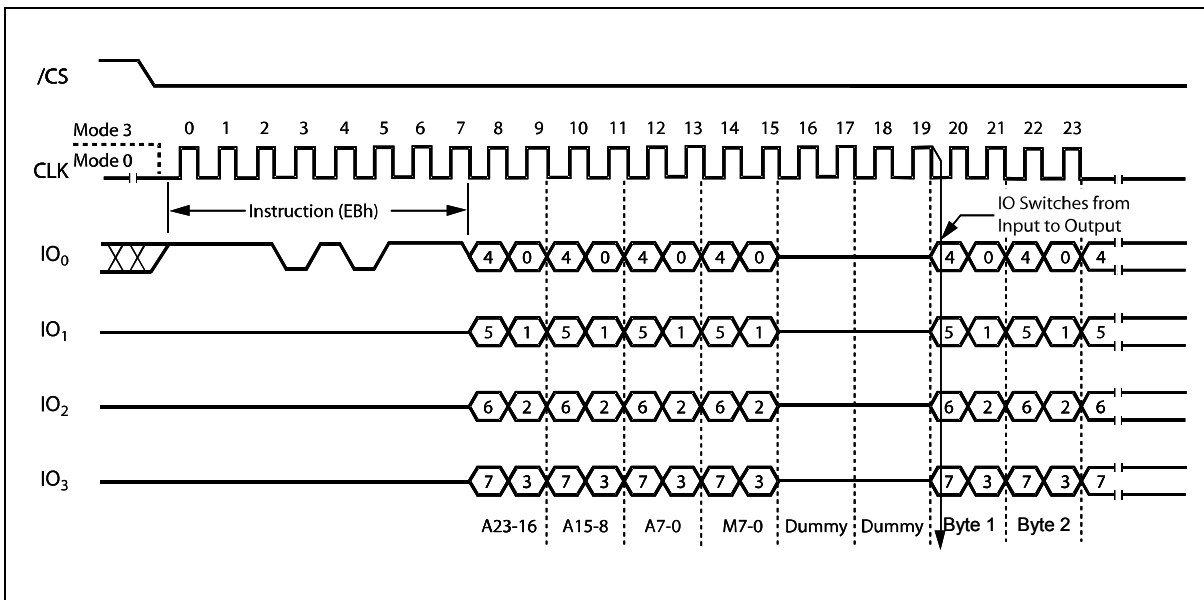 /CS
Mode 3
0 1 2 3 4 5 6 7 8 9 10 11 12 13 14 15 16 17 18 19 20 21 22 23
CLK
Mode 0
Instruction (EBh)
IO Switches from
Input to Output
IO₀ 4 0 4 0 4 0 4 0 4 0 4 0 4
IO₁ 5 1 5 1 5 1 5 1 5 1 5 1 5
IO₂ 6 2 6 2 6 2 6 2 6 2 6 2 6
IO₃ 7 3 7 3 7 3 7 3 7 3 7 3 7
A23-16 A15-8 A7-0 M7-0 Dummy Dummy Byte 1 Byte 2